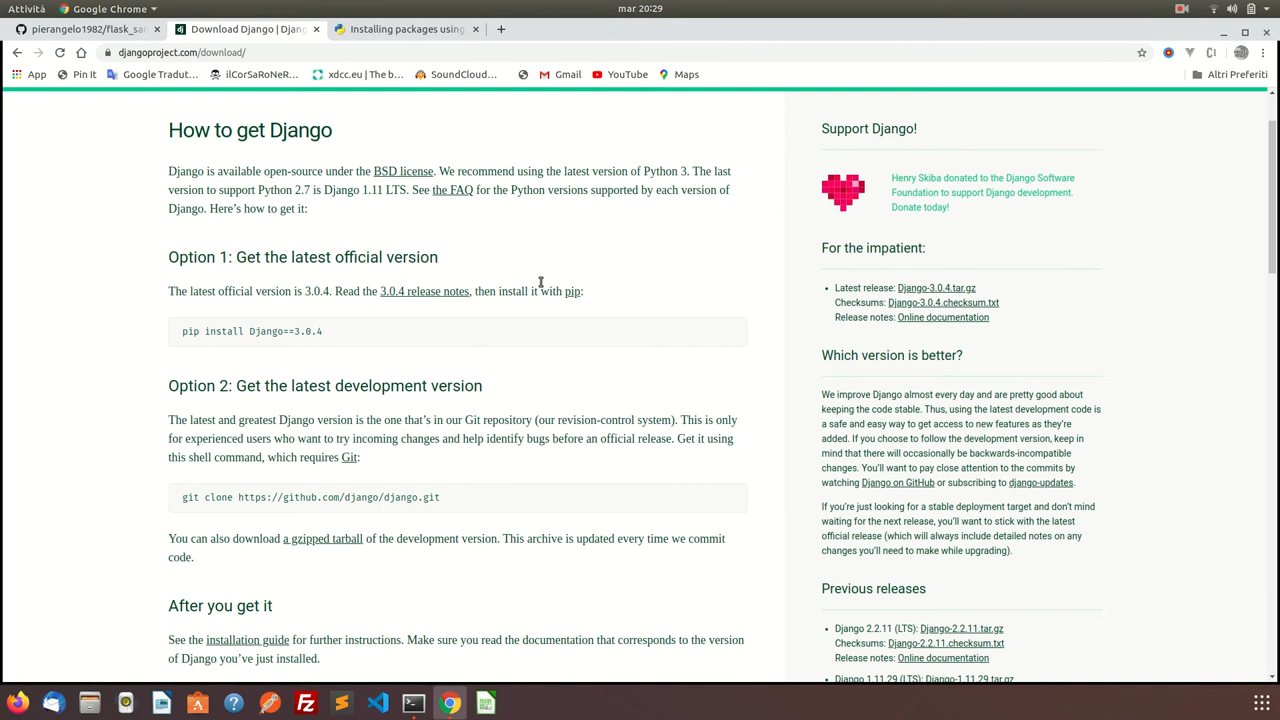 Attività
Google Chrome
mar 20:29
pierangelo1982/flask_sa
Download Django | Djang
Installing packages using
djangoproject.com/download/
App
Pin It
Google Tradut…
ilCorSaRoNeR…
xdcc.eu | The b…
SoundCloud…
Gmail
YouTube
Maps
Altri Preferiti
How to get Django
Django is available open-source under the BSD license. We recommend using the latest version of Python 3. The last
version to support Python 2.7 is Django 1.11 LTS. See the FAQ for the Python versions supported by each version of
Django. Here’s how to get it:
Option 1: Get the latest official version
The latest official version is 3.0.4. Read the 3.0.4 release notes, then install it with pip:
pip install Django==3.0.4
Option 2: Get the latest development version
The latest and greatest Django version is the one that’s in our Git repository (our revision-control system). This is only
for experienced users who want to try incoming changes and help identify bugs before an official release. Get it using
this shell command, which requires Git:
git clone https://github.com/django/django.git
You can also download a gzipped tarball of the development version. This archive is updated every time we commit
code.
After you get it
See the installation guide for further instructions. Make sure you read the documentation that corresponds to the version
of Django you’ve just installed.
Support Django!
Henry Skiba donated to the Django Software
Foundation to support Django development.
Donate today!
For the impatient:
Latest release: Django-3.0.4.tar.gz
Checksums: Django-3.0.4.checksum.txt
Release notes: Online documentation
Which version is better?
We improve Django almost every day and are pretty good about
keeping the code stable. Thus, using the latest development code is
a safe and easy way to get access to new features as they’re
added. If you choose to follow the development version, keep in
mind that there will occasionally be backwards-incompatible
changes. You’ll want to pay close attention to the commits by
watching Django on GitHub or subscribing to django-updates.
If you’re just looking for a stable deployment target and don’t mind
waiting for the next release, you’ll want to stick with the latest
official release (which will always include detailed notes on any
changes you’ll need to make while upgrading).
Previous releases
Django 2.2.11 (LTS): Django-2.2.11.tar.gz
Checksums: Django-2.2.11.checksum.txt
Release notes: Online documentation
Django 1.11.29 (LTS): Django-1.11.29.tar.gz